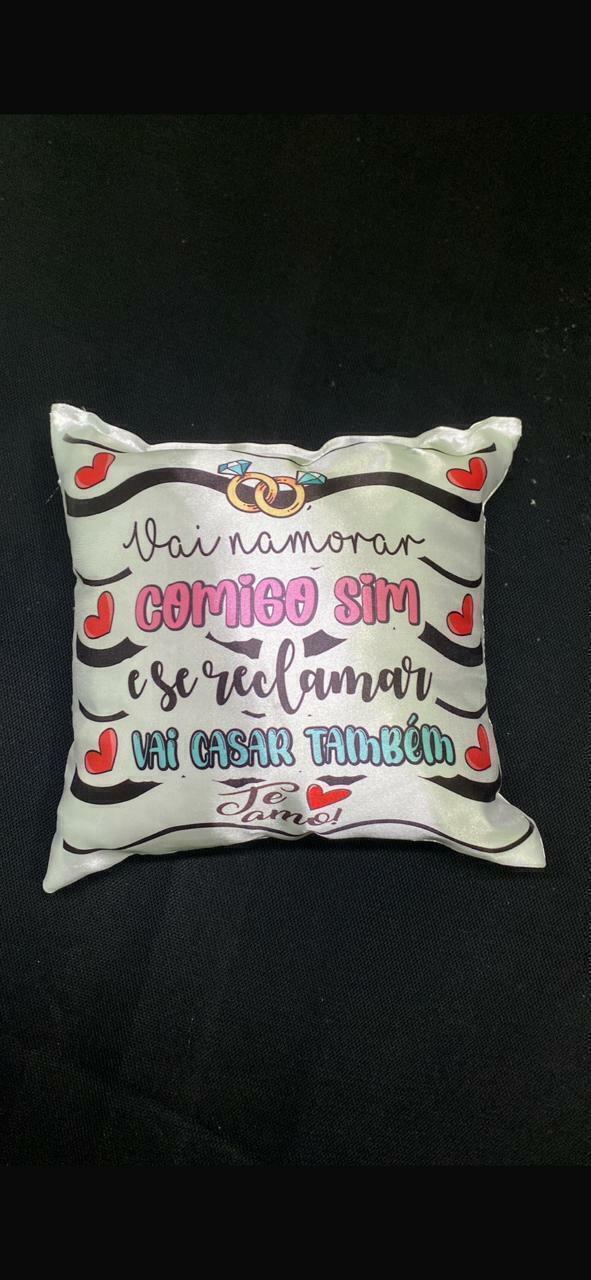 Vai namorar
COMIGO SIM
e se reclamar
VAI CASAR TAMBÉM
Te
amo!